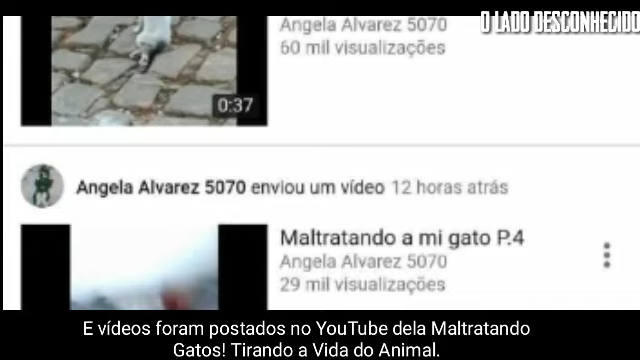 O LADO DESCONHECIDO
Angela Alvarez 5070
60 mil visualizações
0:37
Angela Alvarez 5070 enviou um vídeo 12 horas atrás
Maltratando a mi gato P.4
Angela Alvarez 5070
29 mil visualizações
E vídeos foram postados no YouTube dela Maltratando
Gatos! Tirando a Vida do Animal.